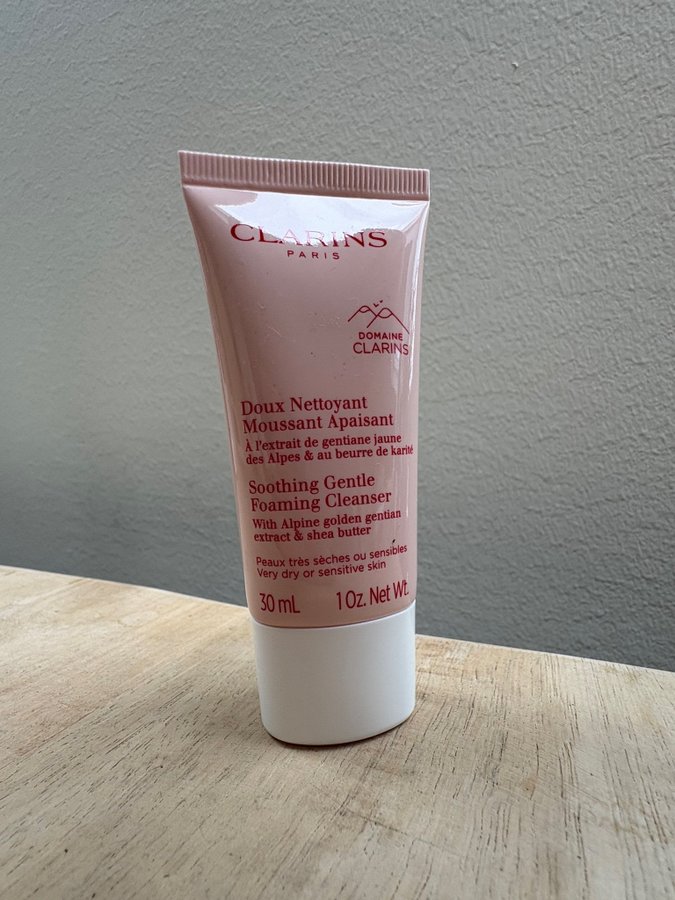 CLARINS
PARIS
DOMAINE
CLARINS
Doux Nettoyant
Moussant Apaisant
À l'extrait de gentiane jaune
des Alpes & au beurre de karité
Soothing Gentle
Foaming Cleanser
With Alpine golden gentian
extract & shea butter
Peaux très sèches ou sensibles
Very dry or sensitive skin
30 mL 1 Oz. Net Wt.